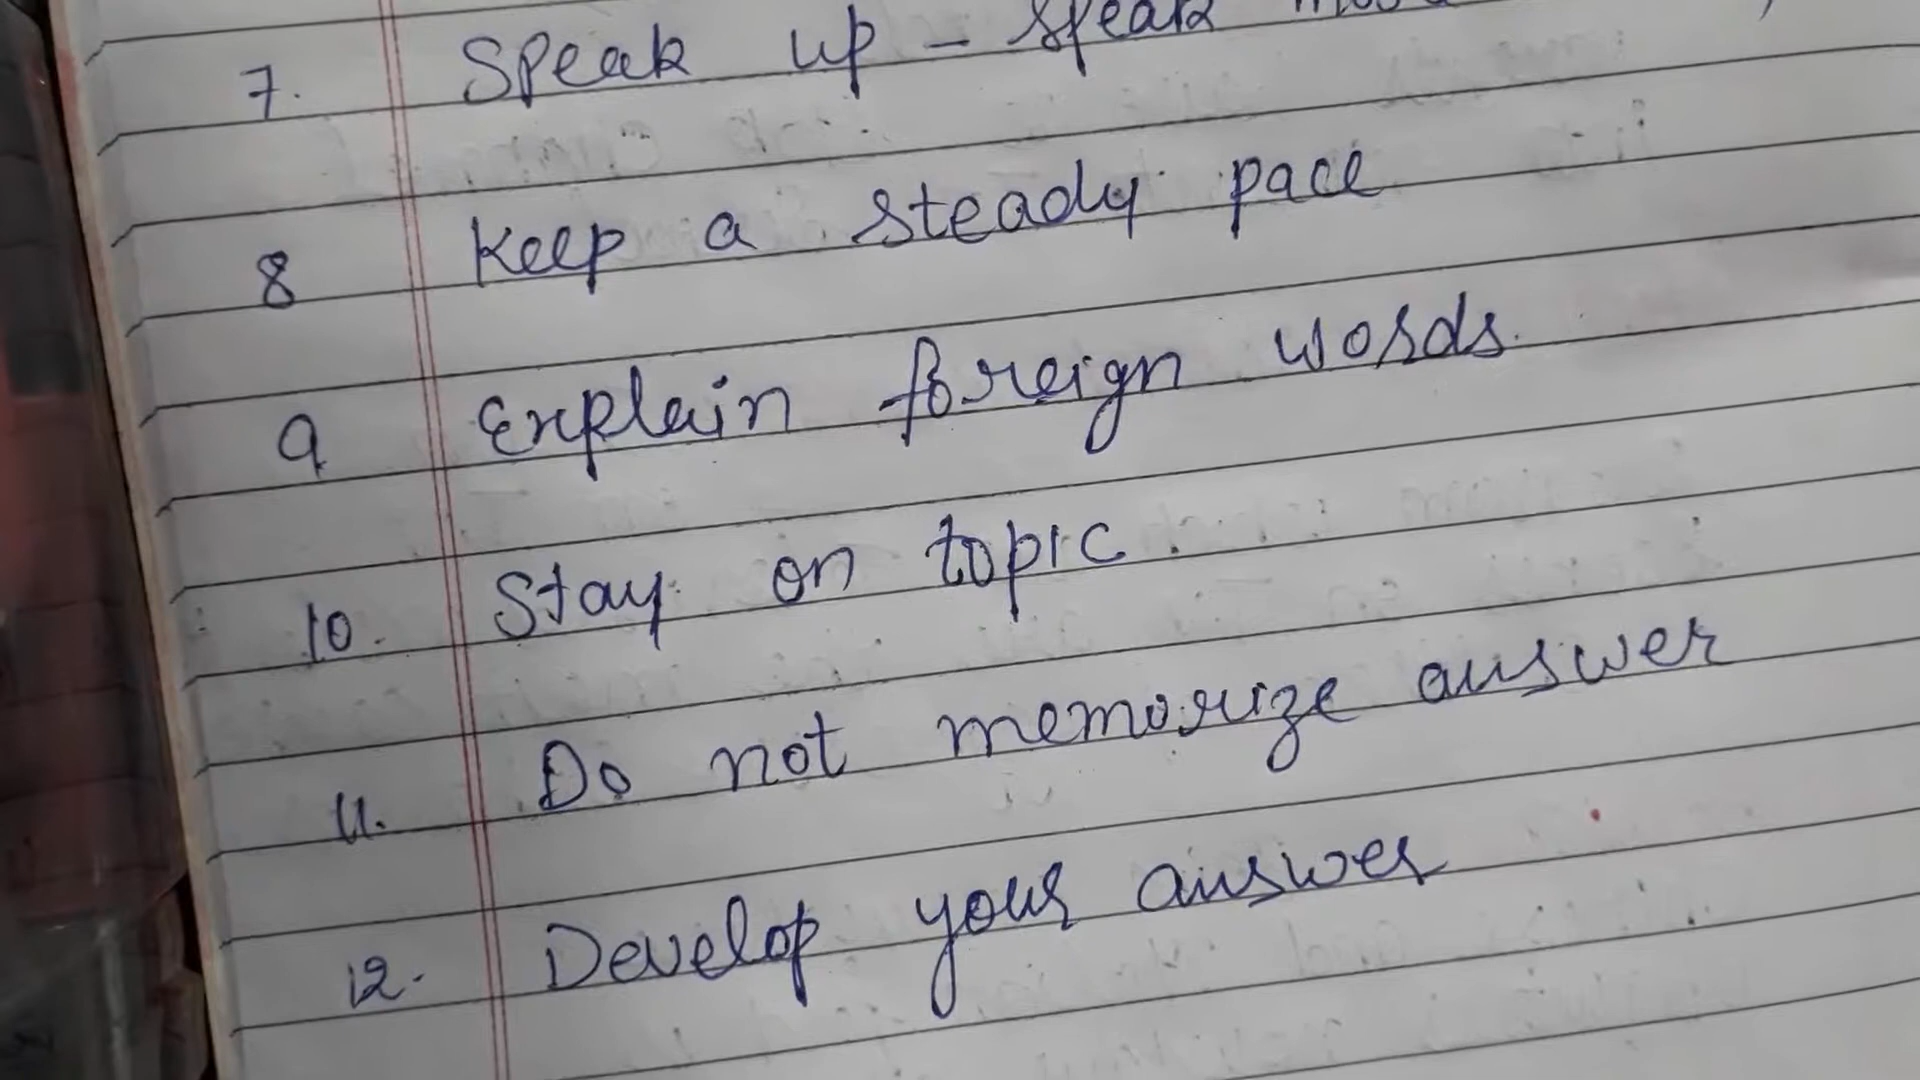 7. Speak up - speak
8 Keep a steady pace
9 Explain foreign words.
10. Stay on topic.
11. Do not memorize answer
12. Develop your answer